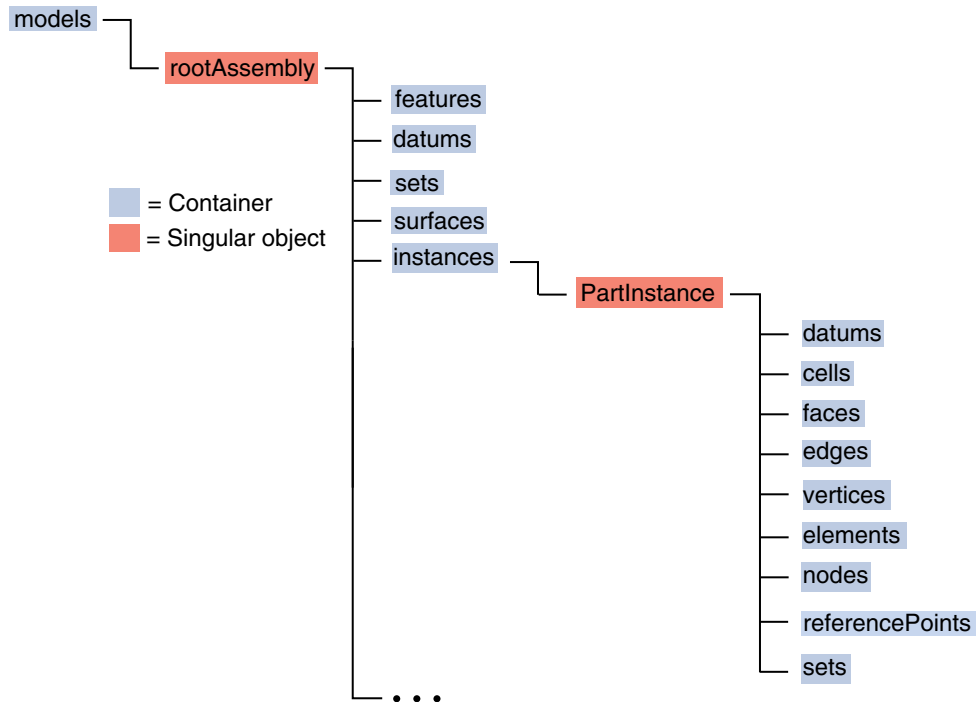 models
rootAssembly
features
datums
sets
= Container
surfaces
= Singular object
instances
PartInstance
datums
cells
faces
edges
vertices
elements
nodes
referencePoints
sets
• • •